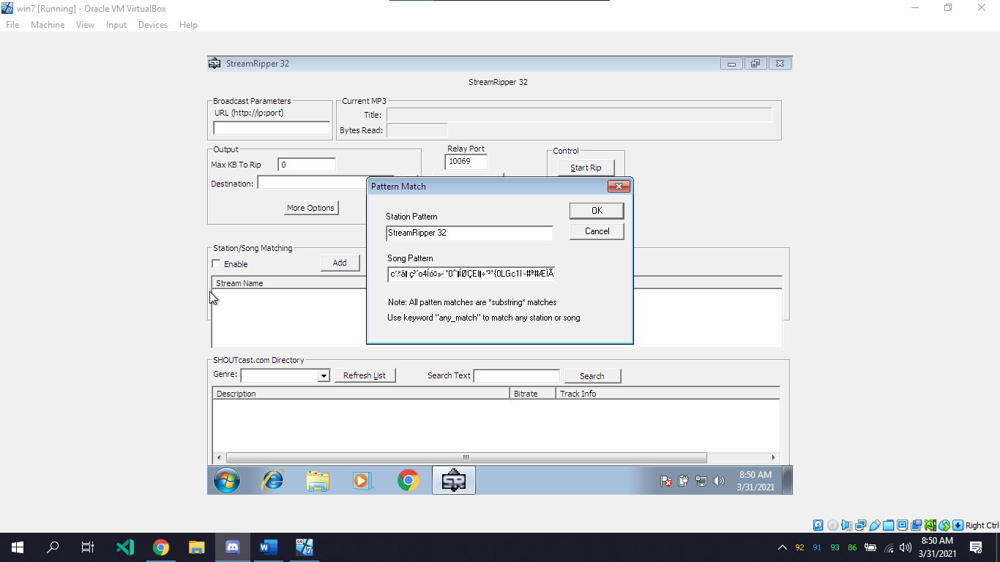 win7 [Running] - Oracle VM VirtualBox
File Machine View Input Devices Help
StreamRipper 32
StreamRipper 32
Broadcast Parameters
URL (http://ip:port)
Current MP3
Title:
Bytes Read:
Output
Max KB To Rip 0
Destination:
More Options
Relay Port
10069
Control
Start Rip
Pattern Match
Station Pattern
StreamRipper 32
OK
Cancel
Song Pattern
Note: All patten matches are *substring* matches
Use keyword "any_match" to match any station or song
Station/Song Matching
Enable
Add
Stream Name
SHOUTcast.com Directory
Genre:
Refresh List
Search Text
Search
Description Bitrate Track Info
8:50 AM
3/31/2021
Right Ctrl
92 91 93 86
8:50 AM
3/31/2021